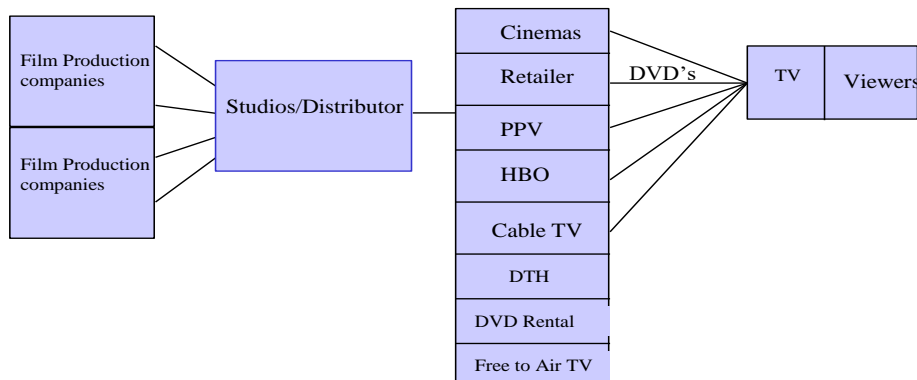 Film Production
companies
Film Production
companies
Studios/Distributor
Cinemas
Retailer
PPV
HBO
Cable TV
DTH
DVD Rental
Free to Air TV
DVD’s
TV
Viewers